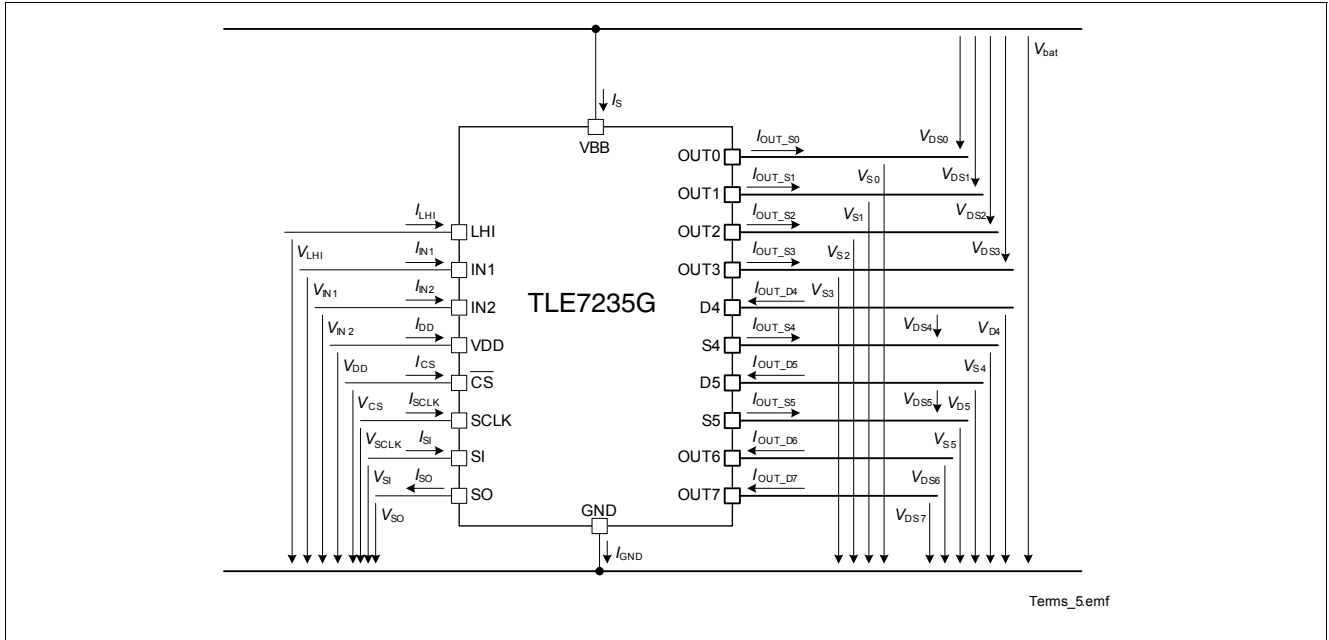 Vbat
IS
VBB
IOUT_S0
VDS0
OUT0
IOUT_S1
VS0
VDS1
OUT1
ILHI
IOUT_S2
VS1
VDS2
LHI
OUT2
VLHI
IIN1
IOUT_S3
VS2
VDS3
IN1
OUT3
VIN1
IIN2
TLE7235G
IOUT_D4
VS3
IN2
D4
VIN2
IDD
IOUT_S4
VDS4
VD4
VDD
S4
VDD
ICS
IOUT_D5
VS4
CS
D5
VCS
ISCLK
IOUT_S5
VDS5
VD5
SCLK
S5
VSCLK
ISI
IOUT_D6
VS5
SI
OUT6
VSI
ISO
IOUT_D7
VDS6
SO
OUT7
VSO
GND
VDS7
IGND
Terms_5.emf